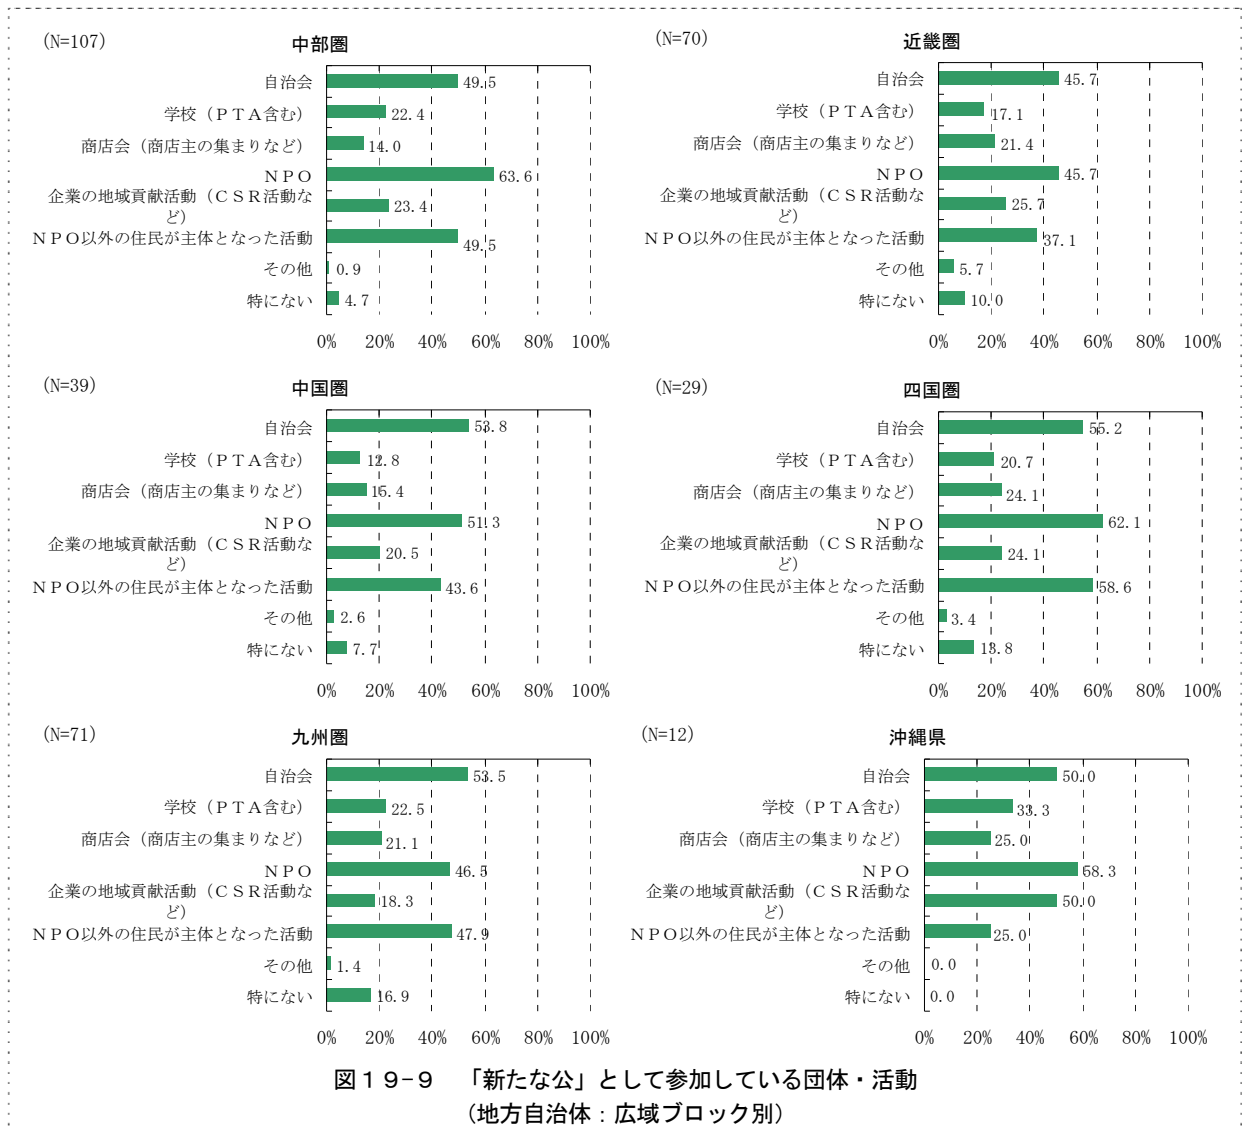 (N=107)
中部圏
自治会
49.5
学校（ＰＴＡ含む）
22.4
商店会（商店主の集まりなど）
14.0
ＮＰＯ
63.6
企業の地域貢献活動（ＣＳＲ活動な
ど）
23.4
ＮＰＯ以外の住民が主体となった活動
49.5
その他
0.9
特にない
4.7
0% 20% 40% 60% 80% 100%
(N=70)
近畿圏
自治会
45.7
学校（ＰＴＡ含む）
17.1
商店会（商店主の集まりなど）
21.4
ＮＰＯ
45.7
企業の地域貢献活動（ＣＳＲ活動な
ど）
25.7
ＮＰＯ以外の住民が主体となった活動
37.1
その他
5.7
特にない
10.0
0% 20% 40% 60% 80% 100%
(N=39)
中国圏
自治会
53.8
学校（ＰＴＡ含む）
12.8
商店会（商店主の集まりなど）
15.4
ＮＰＯ
51.3
企業の地域貢献活動（ＣＳＲ活動な
ど）
20.5
ＮＰＯ以外の住民が主体となった活動
43.6
その他
2.6
特にない
7.7
0% 20% 40% 60% 80% 100%
(N=29)
四国圏
自治会
55.2
学校（ＰＴＡ含む）
20.7
商店会（商店主の集まりなど）
24.1
ＮＰＯ
62.1
企業の地域貢献活動（ＣＳＲ活動な
ど）
24.1
ＮＰＯ以外の住民が主体となった活動
58.6
その他
3.4
特にない
13.8
0% 20% 40% 60% 80% 100%
(N=71)
九州圏
自治会
53.5
学校（ＰＴＡ含む）
22.5
商店会（商店主の集まりなど）
21.1
ＮＰＯ
46.5
企業の地域貢献活動（ＣＳＲ活動な
ど）
18.3
ＮＰＯ以外の住民が主体となった活動
47.9
その他
1.4
特にない
16.9
0% 20% 40% 60% 80% 100%
(N=12)
沖縄県
自治会
50.0
学校（ＰＴＡ含む）
33.3
商店会（商店主の集まりなど）
25.0
ＮＰＯ
58.3
企業の地域貢献活動（ＣＳＲ活動な
ど）
50.0
ＮＰＯ以外の住民が主体となった活動
25.0
その他
0.0
特にない
0.0
0% 20% 40% 60% 80% 100%
図１９-９ 「新たな公」として参加している団体・活動
（地方自治体：広域ブロック別）